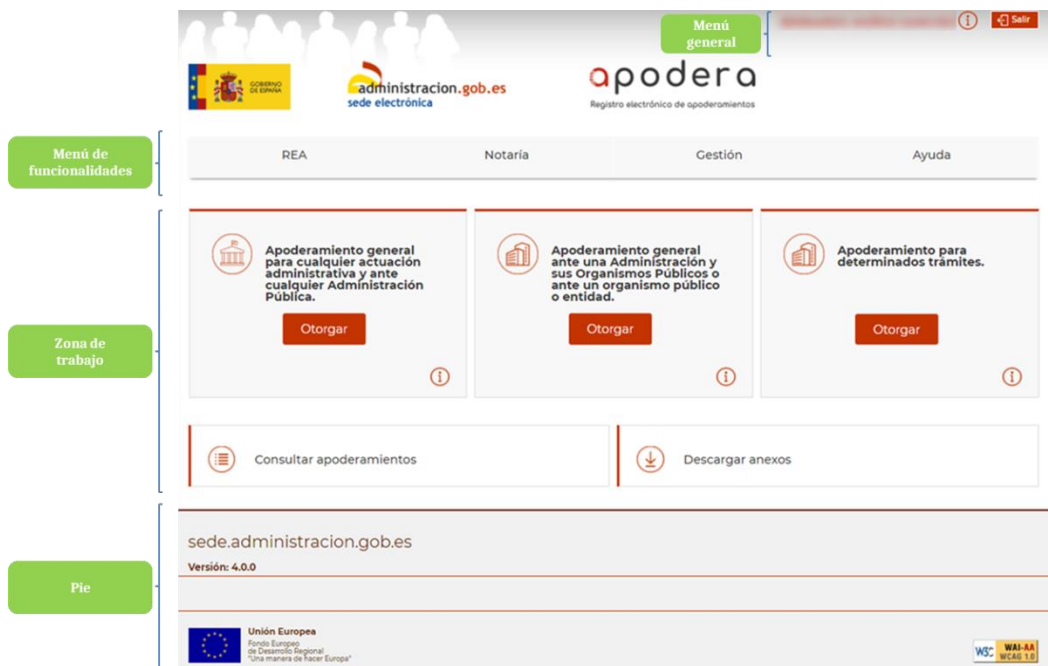 Menú
general
Salir
GOBIERNO
DE ESPAÑA
administracion.gob.es
sede electrónica
apodera
Registro electrónico de apoderamientos
Menú de
funcionalidades
REA
Notaría
Gestión
Ayuda
Apoderamiento general
para cualquier actuación
administrativa y ante
cualquier Administración
Pública.
Otorgar
Apoderamiento general
ante una Administración y
sus Organismos Públicos o
ante un organismo público
o entidad.
Otorgar
Apoderamiento para
determinados trámites.
Otorgar
Zona de
trabajo
Consultar apoderamientos
Descargar anexos
sede.administracion.gob.es
Versión: 4.0.0
Pie
Unión Europea
Fondo Europeo
de Desarrollo Regional
"Una manera de hacer Europa"
W3C WAI-AA
WCAG 1.0